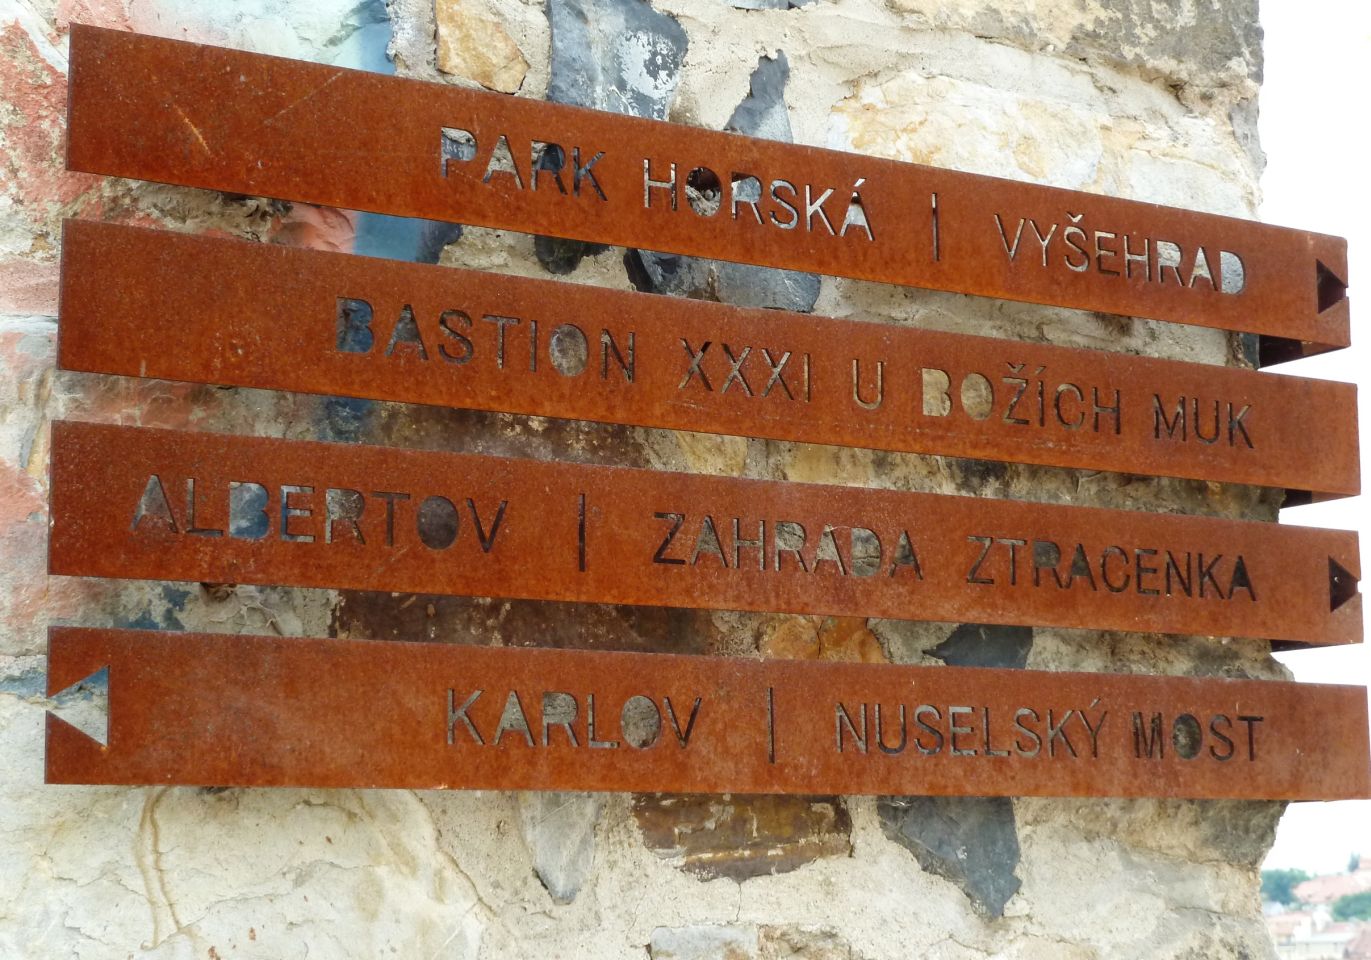 PARK HORSKÁ | VYŠEHRAD
BASTION XXXI U BOŽÍCH MUK
ALBERTOV | ZAHRADA ZTRACENKA
KARLOV | NUSELSKÝ MOST